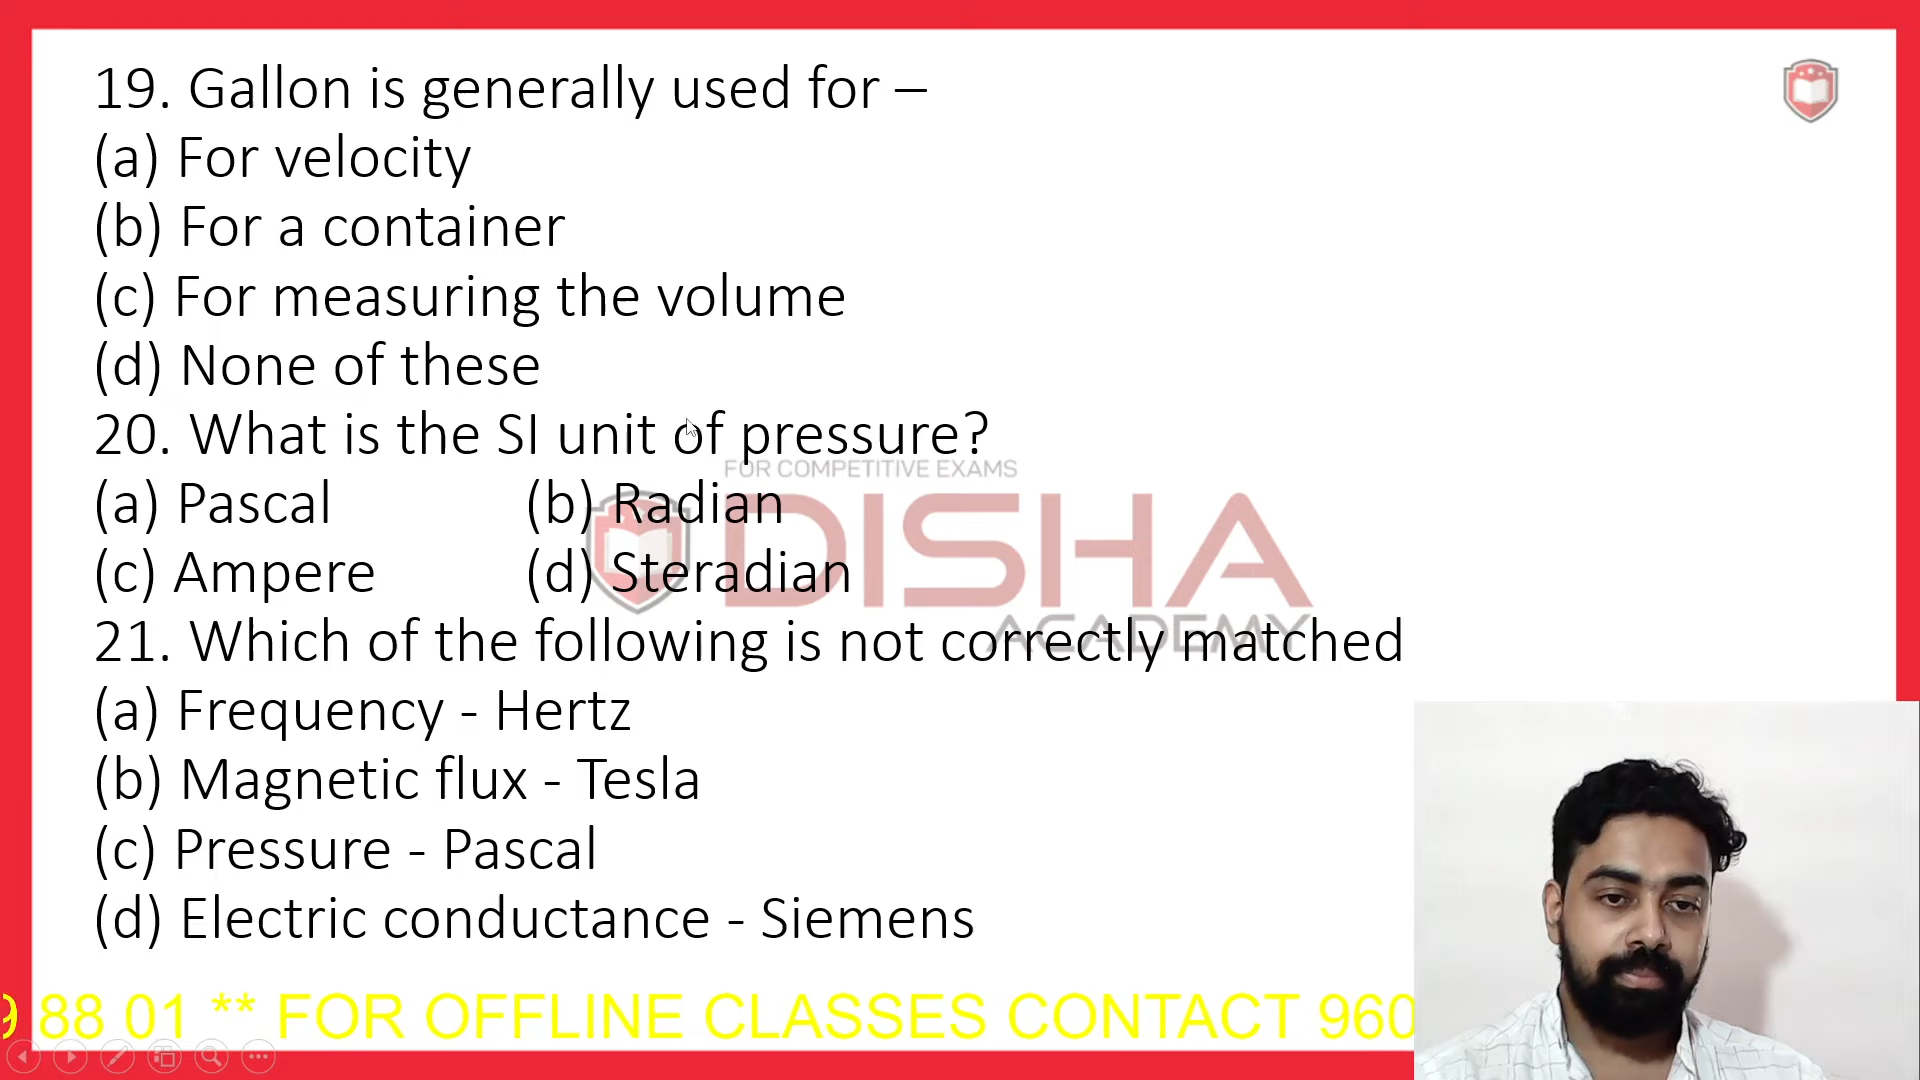 19. Gallon is generally used for –
(a) For velocity
(b) For a container
(c) For measuring the volume
(d) None of these
20. What is the SI unit of pressure?
FOR COMPETITIVE EXAMS
(a) Pascal (b) Radian
DISHA
(c) Ampere (d) Steradian
ACADEMY
21. Which of the following is not correctly matched
(a) Frequency - Hertz
(b) Magnetic flux - Tesla
(c) Pressure - Pascal
(d) Electric conductance - Siemens
9 88 01 ** FOR OFFLINE CLASSES CONTACT 960